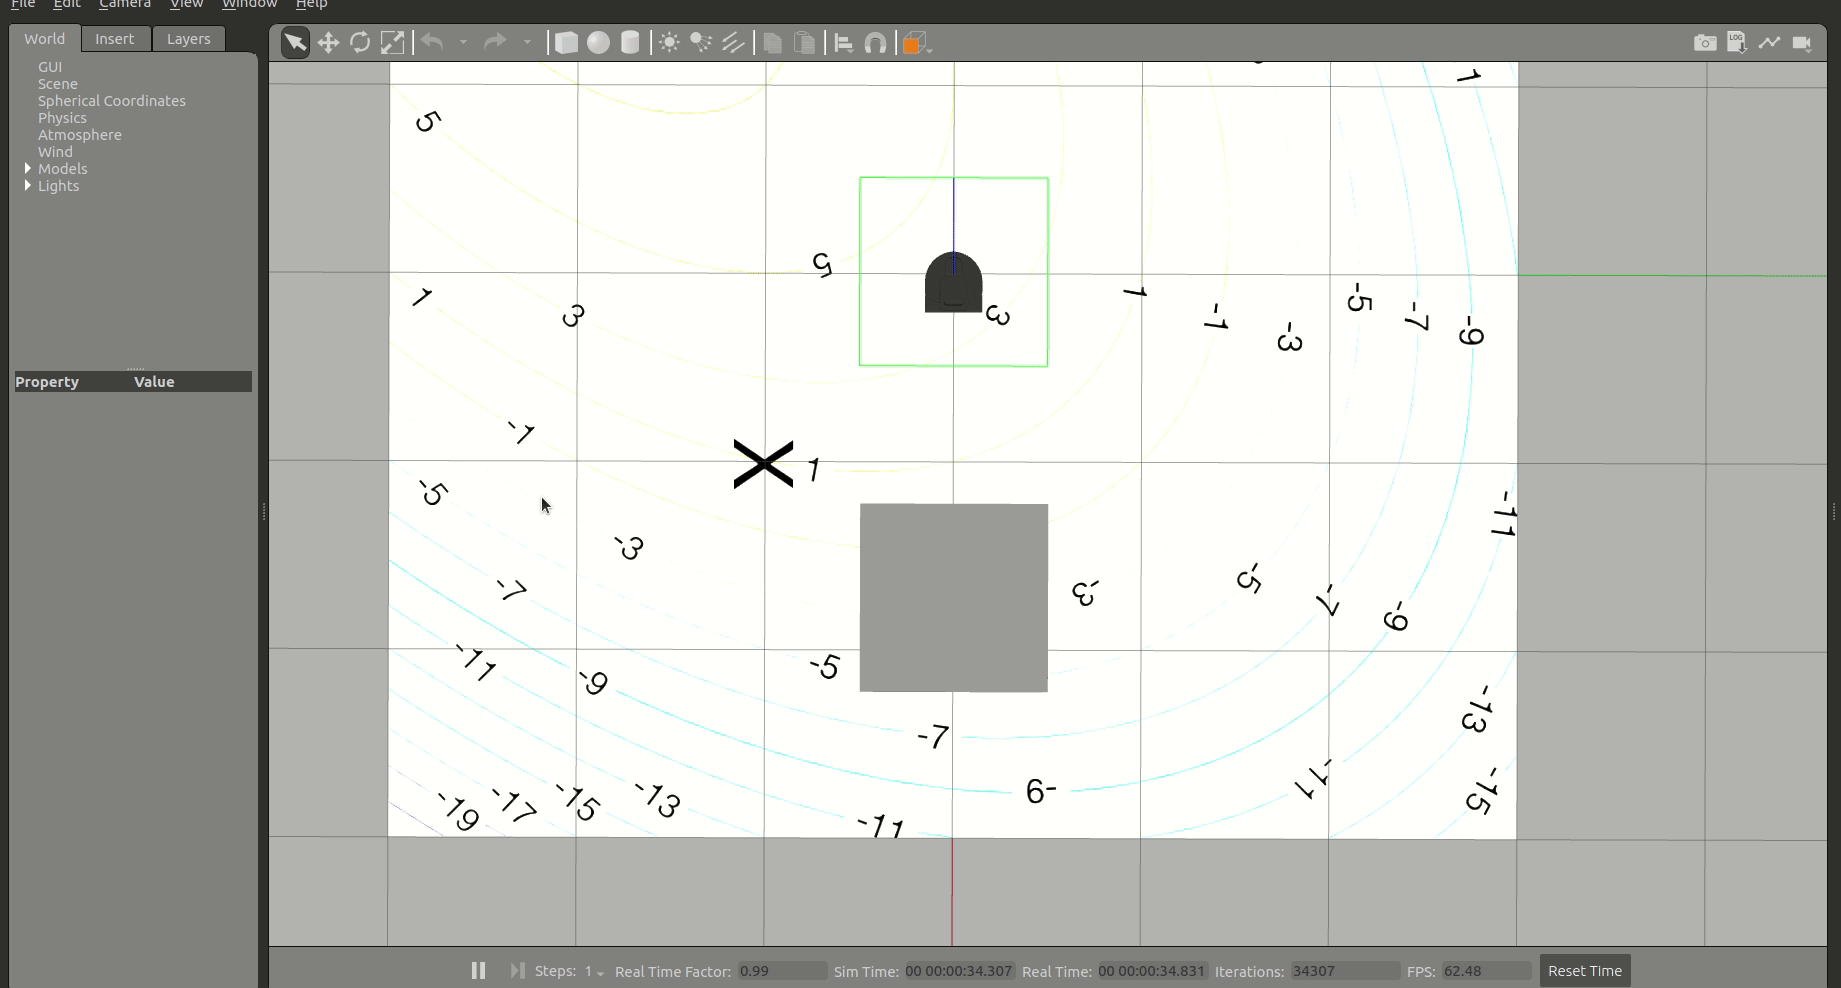 File Edit Camera View Window Help
World Insert Layers
GUI
Scene
Spherical Coordinates
Physics
Atmosphere
Wind
Models
Lights
Property Value
LOG
1
5
5
1
3
3
1
-1
-3
-5
-7
-9
-1
1
-5
-11
-3
-7
-3
-5
-7
-9
-11
-9
-5
-13
-7
-9
-11
-15
-19
-17
-15
-13
-11
Steps: 1 Real Time Factor: 0.99 Sim Time: 00 00:00:34.307 Real Time: 00 00:00:34.831 Iterations: 34307 FPS: 62.48 Reset Time